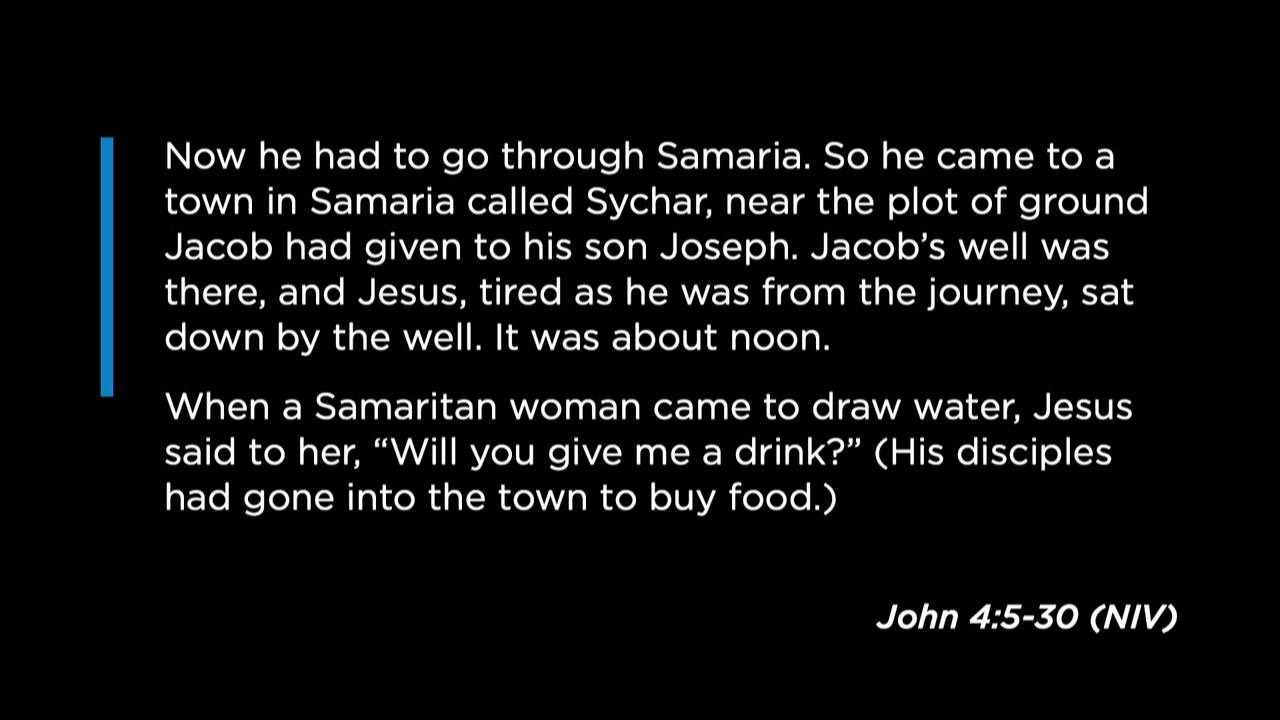 Now he had to go through Samaria. So he came to a
town in Samaria called Sychar, near the plot of ground
Jacob had given to his son Joseph. Jacob’s well was
there, and Jesus, tired as he was from the journey, sat
down by the well. It was about noon.
When a Samaritan woman came to draw water, Jesus
said to her, “Will you give me a drink?” (His disciples
had gone into the town to buy food.)
John 4:5-30 (NIV)